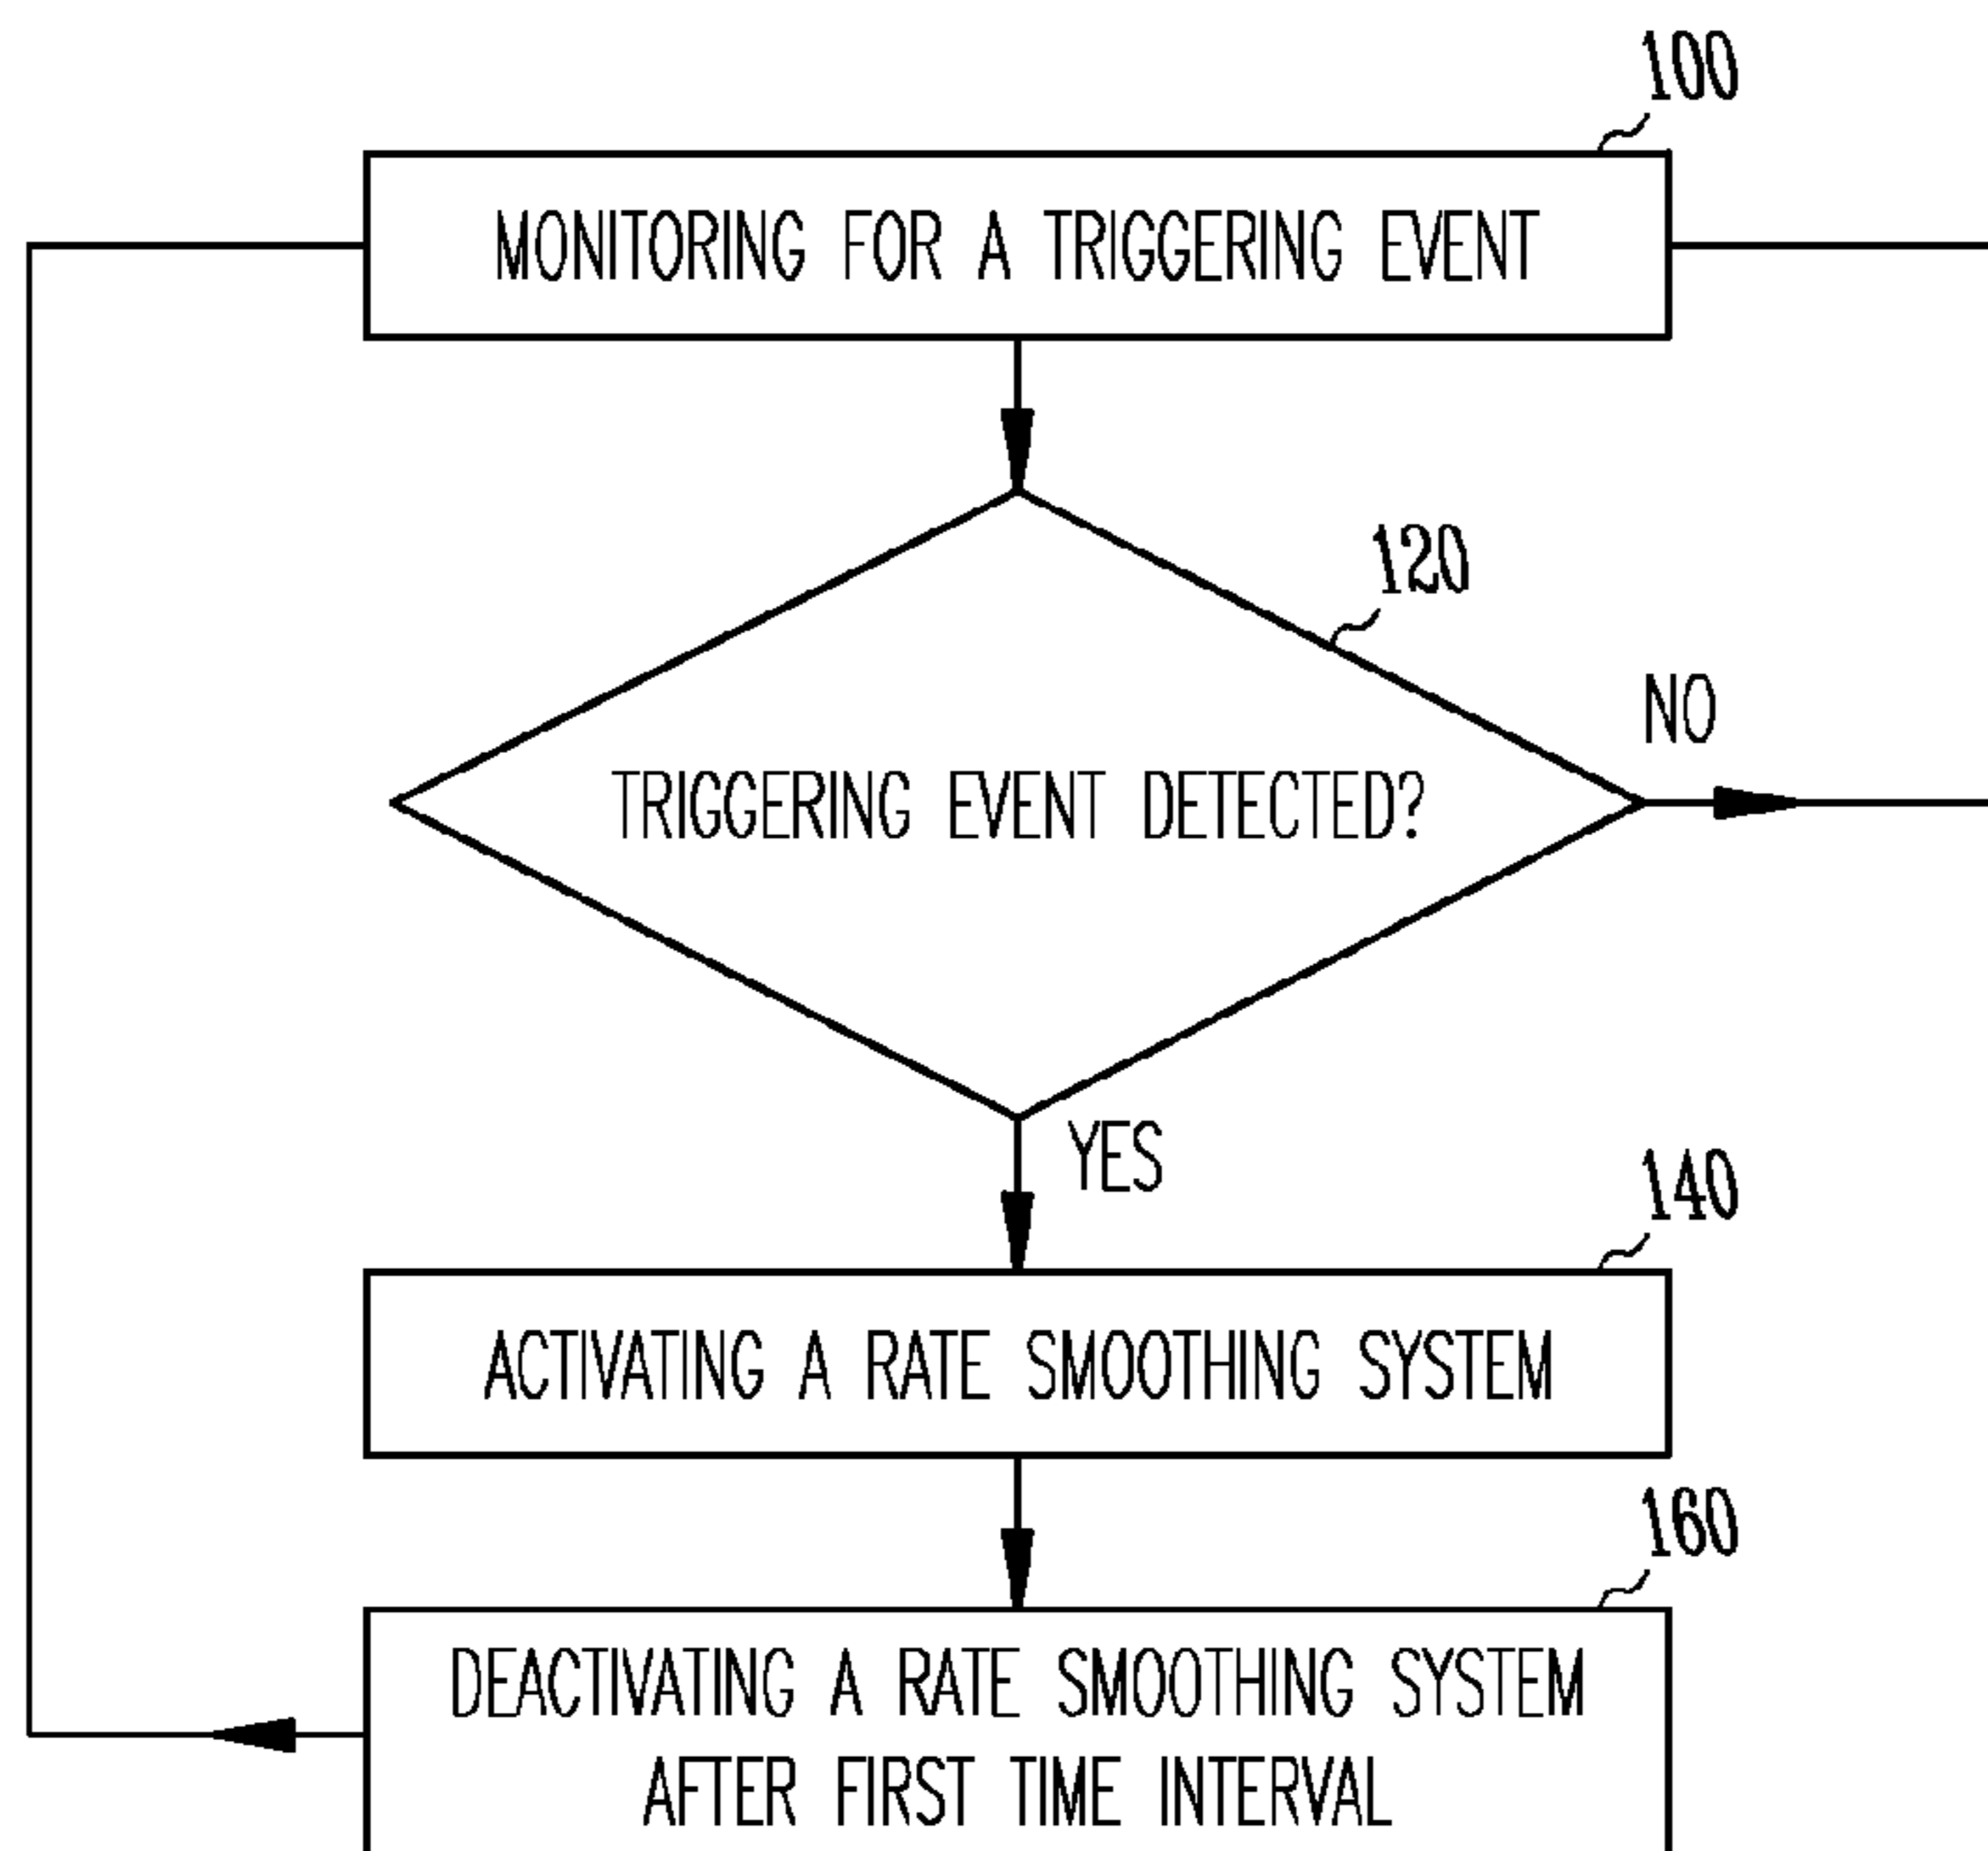 100
MONITORING FOR A TRIGGERING EVENT
120
NO
TRIGGERING EVENT DETECTED?
YES
140
ACTIVATING A RATE SMOOTHING SYSTEM
160
DEACTIVATING A RATE SMOOTHING SYSTEM
AFTER FIRST TIME INTERVAL